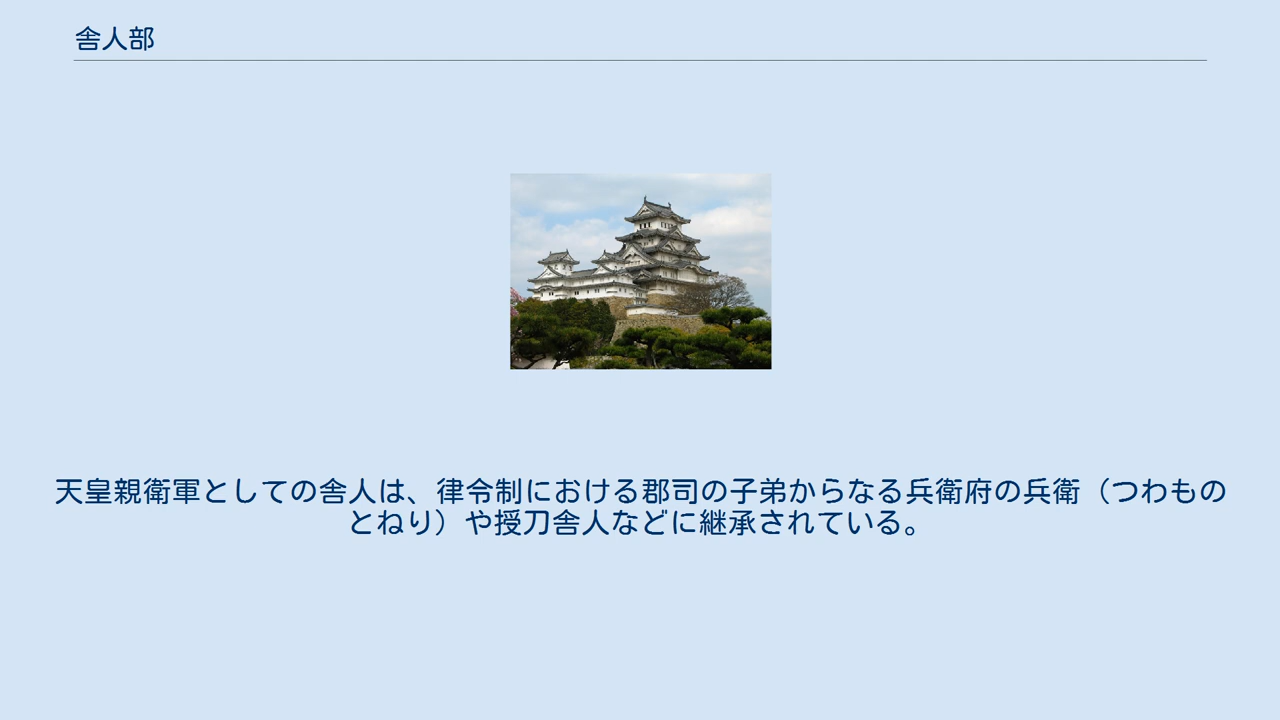 舎人部
天皇親衛軍としての舎人は、律令制における郡司の子弟からなる兵衛府の兵衛（つわもの
とねり）や授刀舎人などに継承されている。